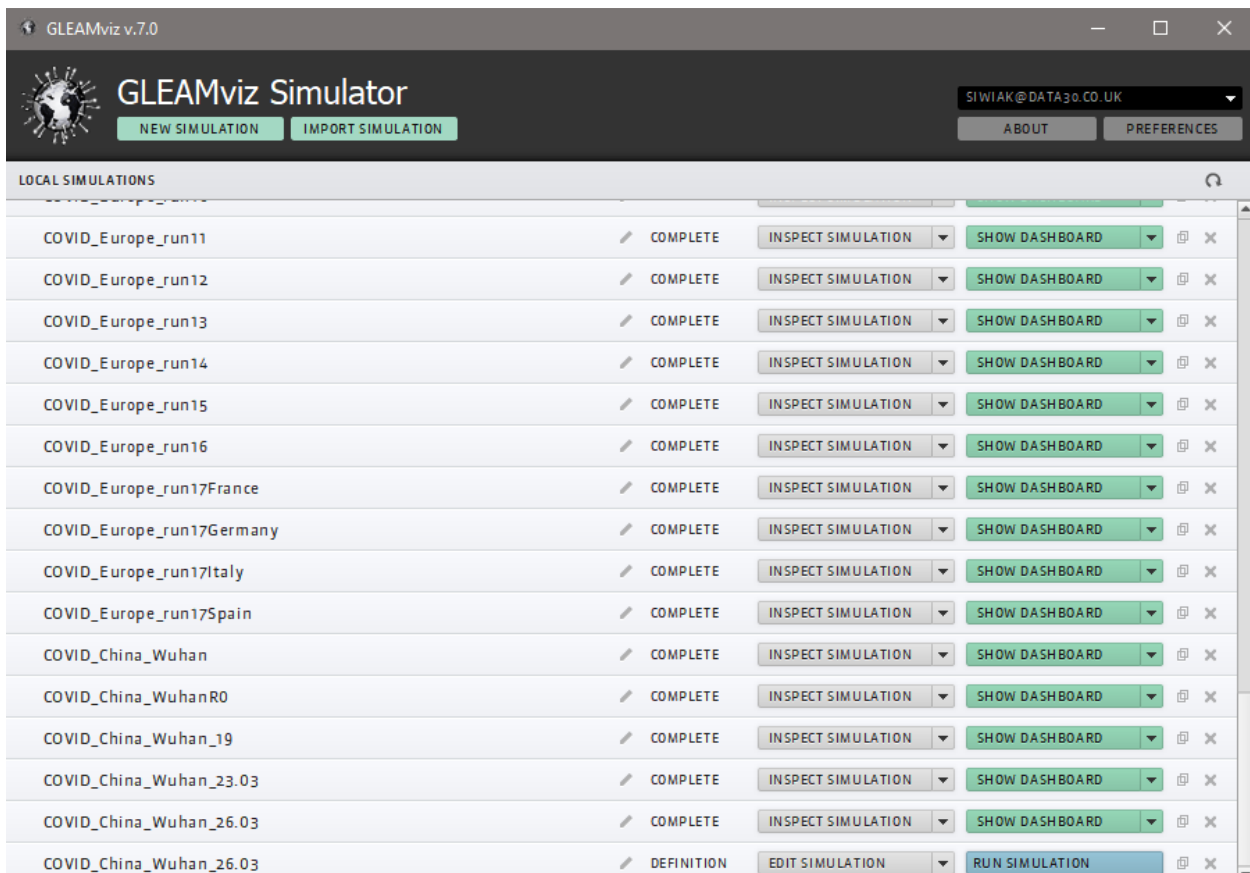 GLEAMviz v.7.0
GLEAMviz Simulator
NEW SIMULATION IMPORT SIMULATION
SIWIAK@DATA30.CO.UK
ABOUT PREFERENCES
LOCAL SIMULATIONS
COVID_Europe_run11 COMPLETE INSPECT SIMULATION SHOW DASHBOARD
COVID_Europe_run12 COMPLETE INSPECT SIMULATION SHOW DASHBOARD
COVID_Europe_run13 COMPLETE INSPECT SIMULATION SHOW DASHBOARD
COVID_Europe_run14 COMPLETE INSPECT SIMULATION SHOW DASHBOARD
COVID_Europe_run15 COMPLETE INSPECT SIMULATION SHOW DASHBOARD
COVID_Europe_run16 COMPLETE INSPECT SIMULATION SHOW DASHBOARD
COVID_Europe_run17France COMPLETE INSPECT SIMULATION SHOW DASHBOARD
COVID_Europe_run17Germany COMPLETE INSPECT SIMULATION SHOW DASHBOARD
COVID_Europe_run17Italy COMPLETE INSPECT SIMULATION SHOW DASHBOARD
COVID_Europe_run17Spain COMPLETE INSPECT SIMULATION SHOW DASHBOARD
COVID_China_Wuhan COMPLETE INSPECT SIMULATION SHOW DASHBOARD
COVID_China_WuhanR0 COMPLETE INSPECT SIMULATION SHOW DASHBOARD
COVID_China_Wuhan_19 COMPLETE INSPECT SIMULATION SHOW DASHBOARD
COVID_China_Wuhan_23.03 COMPLETE INSPECT SIMULATION SHOW DASHBOARD
COVID_China_Wuhan_26.03 COMPLETE INSPECT SIMULATION SHOW DASHBOARD
COVID_China_Wuhan_26.03 DEFINITION EDIT SIMULATION RUN SIMULATION